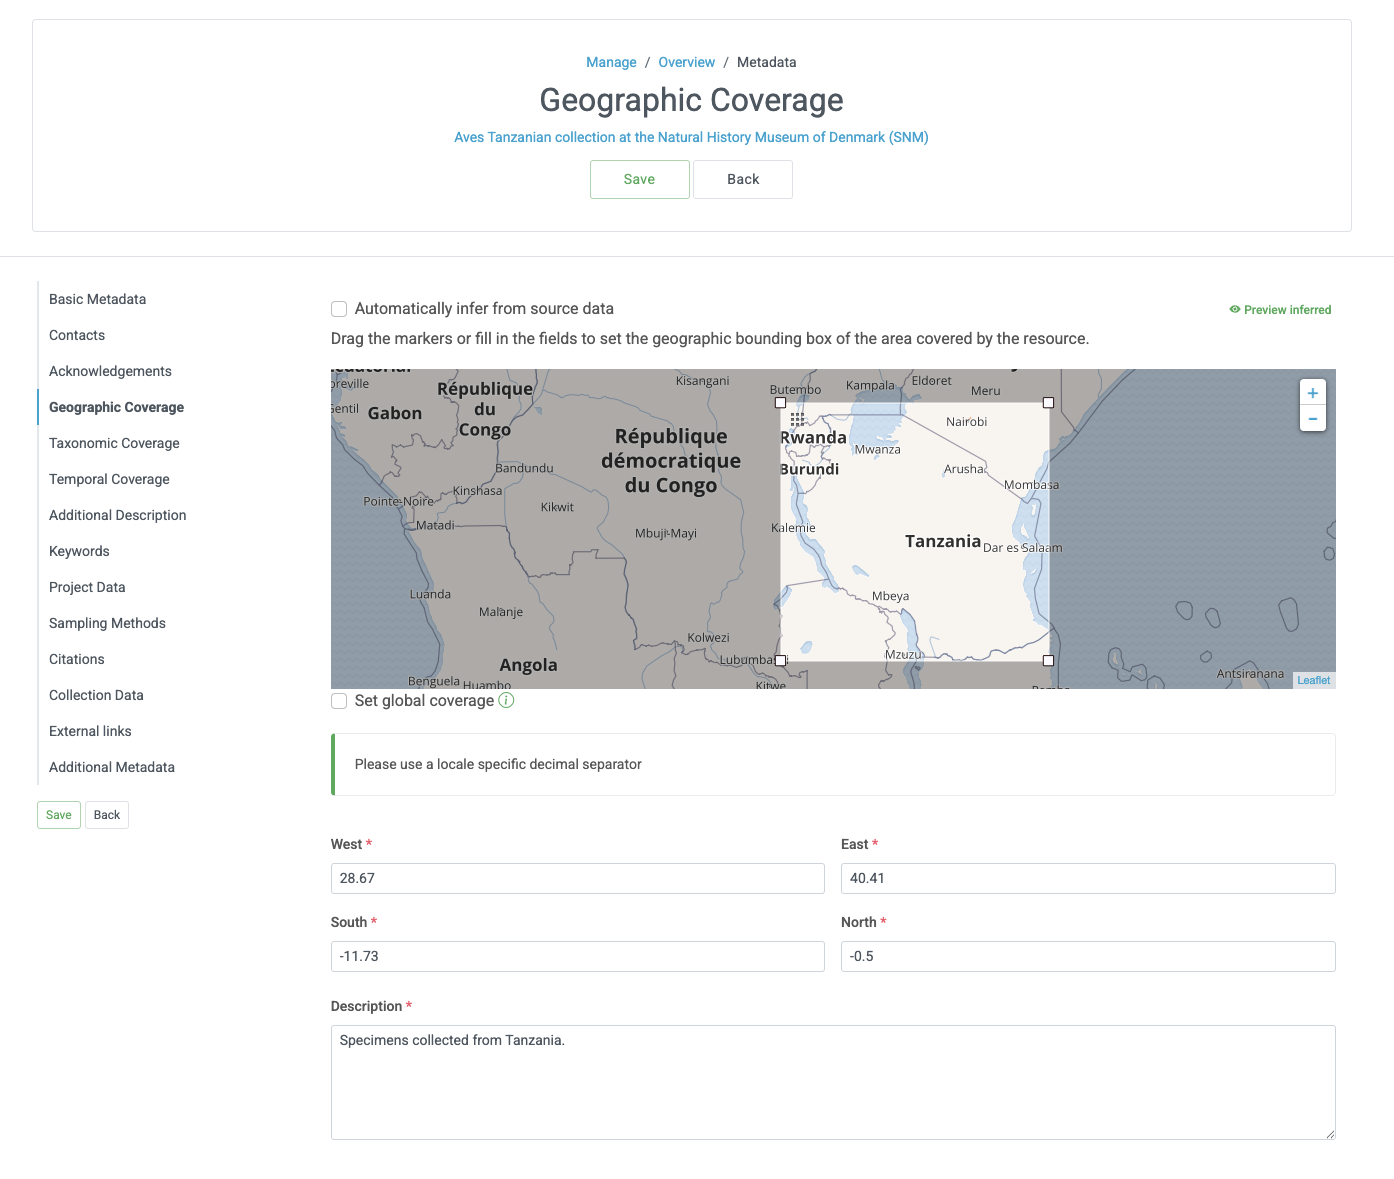 Manage / Overview / Metadata
Geographic Coverage
Aves Tanzanian collection at the Natural History Museum of Denmark (SNM)
Save Back
Basic Metadata
Contacts
Acknowledgements
Geographic Coverage
Taxonomic Coverage
Temporal Coverage
Additional Description
Keywords
Project Data
Sampling Methods
Citations
Collection Data
External links
Additional Metadata
Save Back
Automatically infer from source data
Preview inferred
Drag the markers or fill in the fields to set the geographic bounding box of the area covered by the resource.
Kisangani
Butembo
Kampala
Eldoret
Meru
République
du
Congo
Gabon
République
démocratique
du Congo
Rwanda
Nairobi
Mwanza
Burundi
Arusha
Mombasa
Bandundu
Kinshasa
Pointe-Noire
Kikwit
Matadi
Mbuji-Mayi
Kalemie
Tanzania
Dar es Salaam
Luanda
Malanje
Mbeya
Kolwezi
Mzuzu
Angola
Benguela
Huambo
Kitwe
Antsiranana
+
−
Leaflet
Set global coverage
Please use a locale specific decimal separator
West *
28.67
East *
40.41
South *
-11.73
North *
-0.5
Description *
Specimens collected from Tanzania.